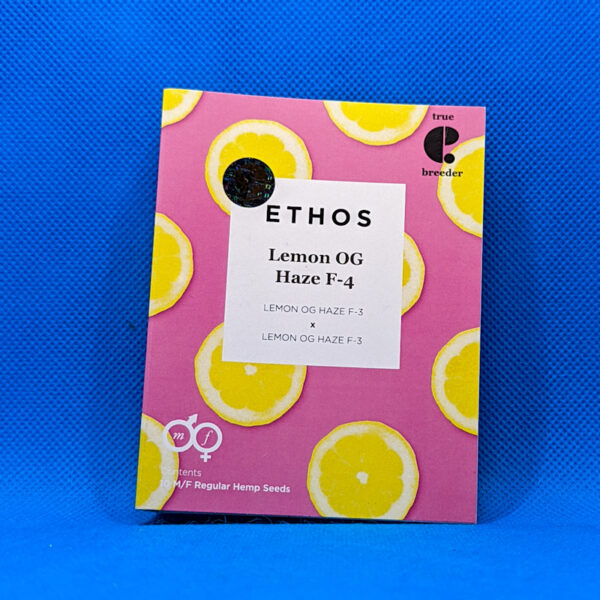 true
breeder
ETHOS
Lemon OG
Haze F-4
LEMON OG HAZE F-3
x
LEMON OG HAZE F-3
m f
Contents
10 M/F Regular Hemp Seeds